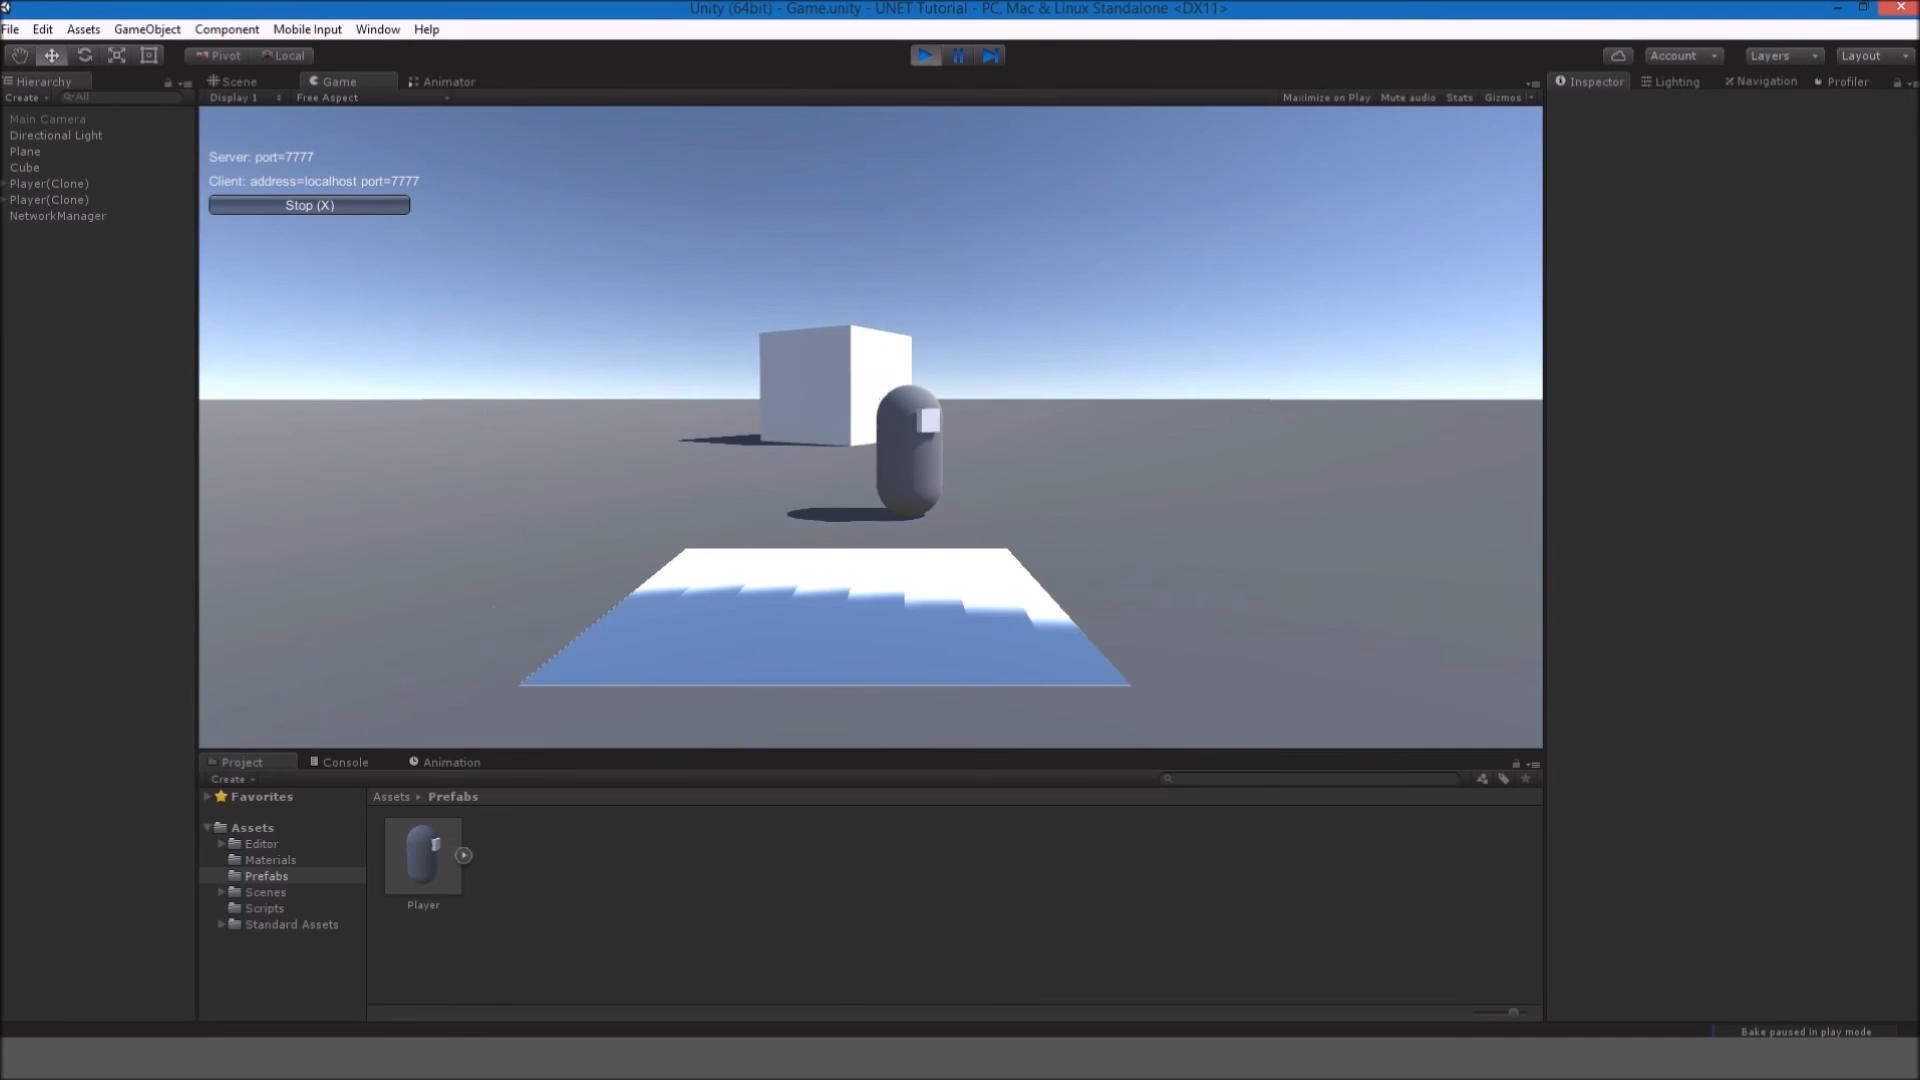 Unity (64bit) - Game.unity - UNET Tutorial - PC, Mac & Linux Standalone <DX11>
File Edit Assets GameObject Component Mobile Input Window Help
Pivot Local Account Layers Layout
Hierarchy Scene Game Animator Inspector Lighting Navigation Profiler
Create All Display 1 Free Aspect Maximize on Play Mute audio Stats Gizmos
Main Camera
Directional Light
Plane
Cube
Player(Clone)
Player(Clone)
NetworkManager
Server: port=7777
Client: address=localhost port=7777
Stop (X)
Project Console Animation
Create
Favorites
Assets
Editor
Materials
Prefabs
Scenes
Scripts
Standard Assets
Assets Prefabs
Player
Bake paused in play mode